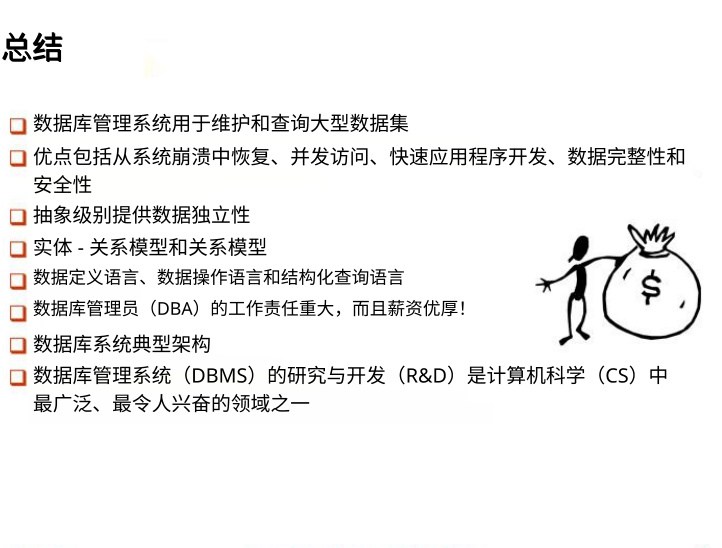 总结
数据库管理系统用于维护和查询大型数据集
优点包括从系统崩溃中恢复、并发访问、快速应用程序开发、数据完整性和
安全性
抽象级别提供数据独立性
实体 - 关系模型和关系模型
数据定义语言、数据操作语言和结构化查询语言
数据库管理员（DBA）的工作责任重大，而且薪资优厚！
数据库系统典型架构
数据库管理系统（DBMS）的研究与开发（R&D）是计算机科学（CS）中
最广泛、最令人兴奋的领域之一
$